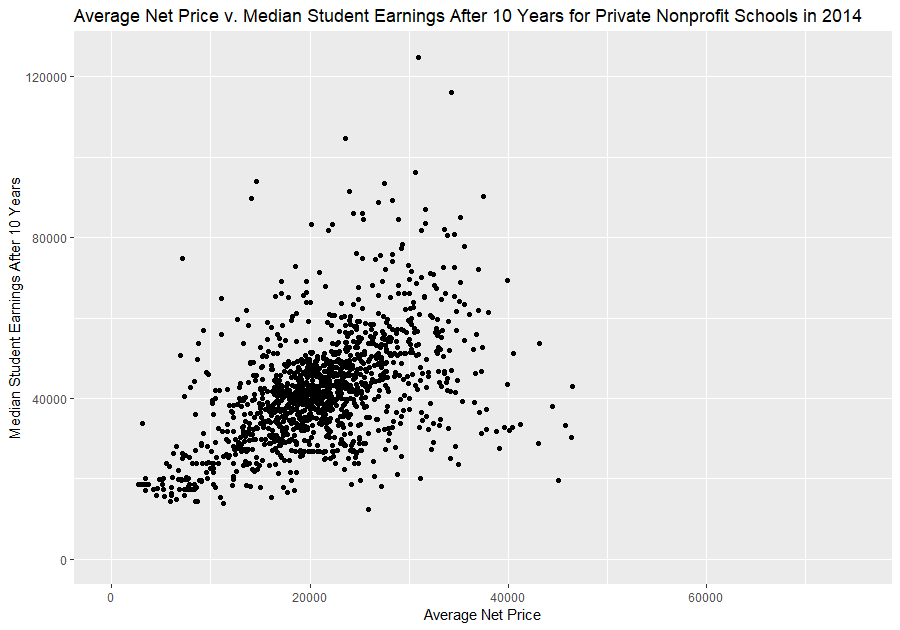 Average Net Price v. Median Student Earnings After 10 Years for Private Nonprofit Schools in 2014
Median Student Earnings After 10 Years
120000
80000
40000
0
0 20000 40000 60000
Average Net Price